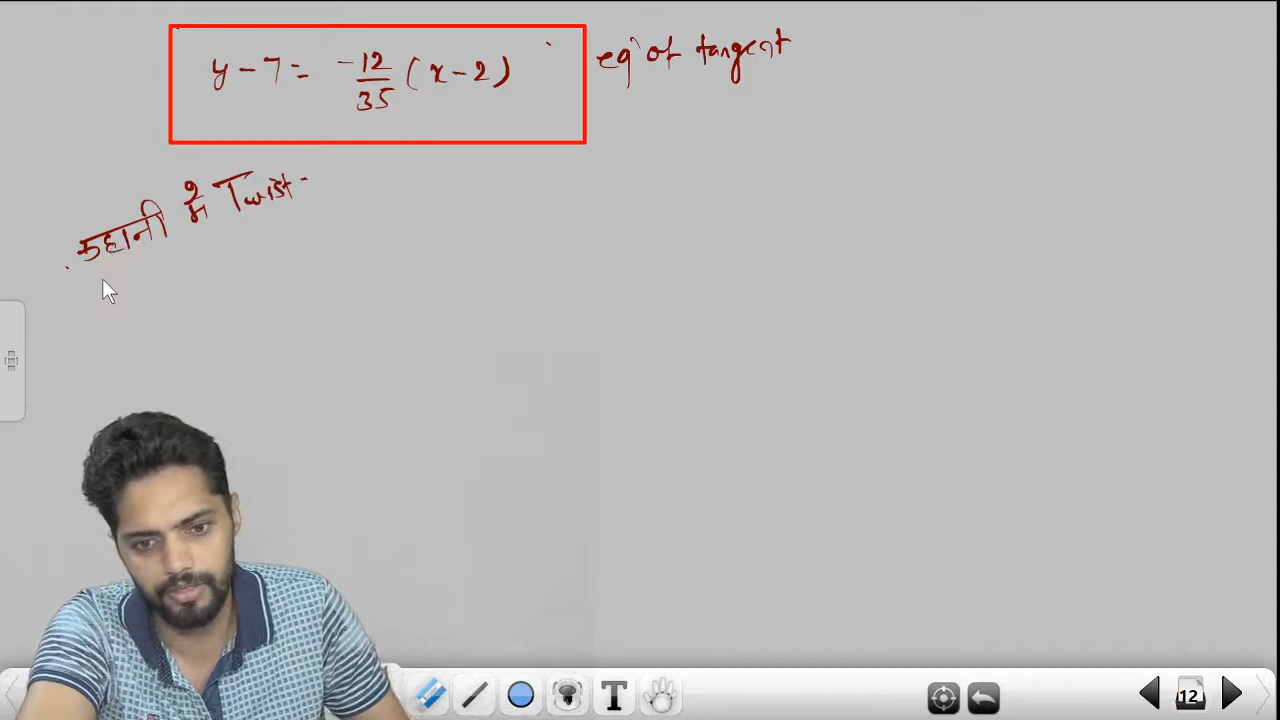 y - 7 = -12/35 (x - 2) eqⁿ of tangent
कहानी में Twist -
T
12